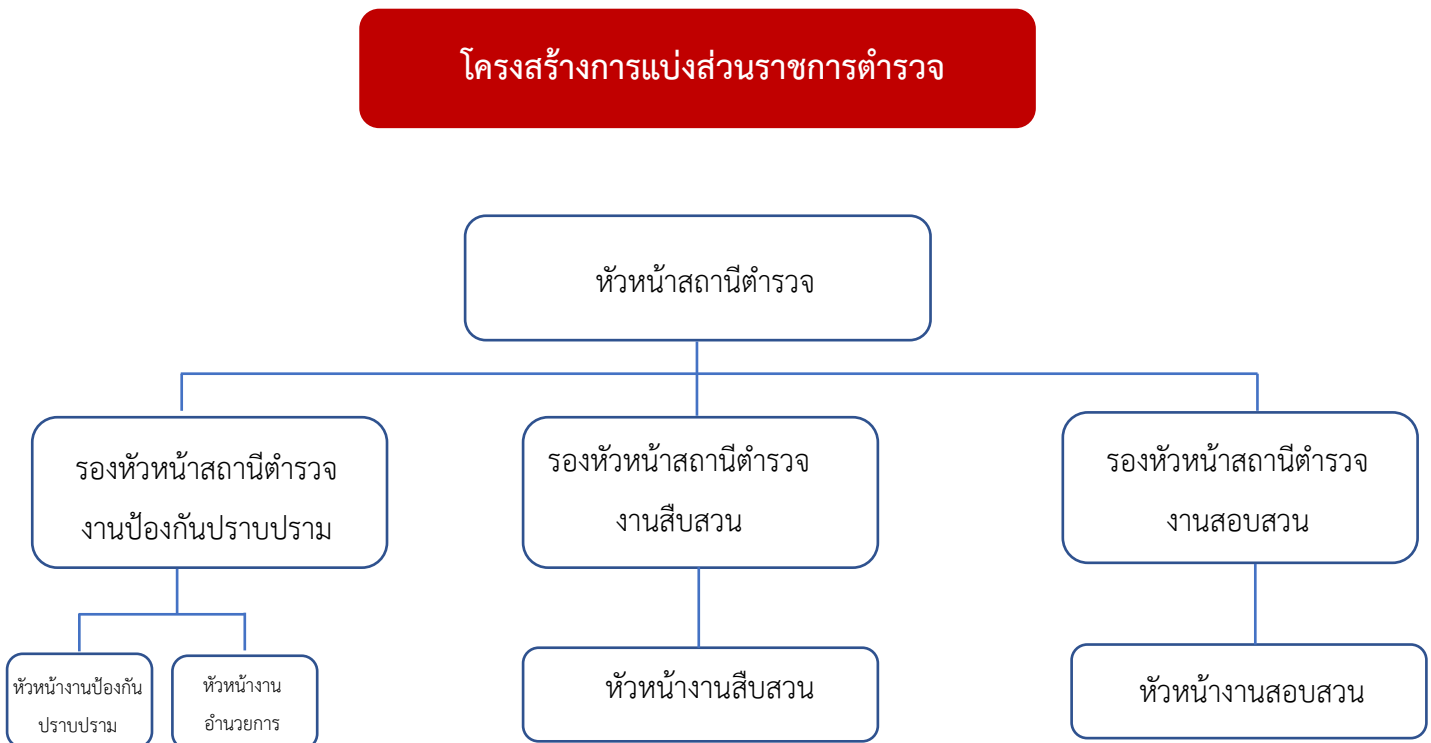 โครงสร้างการแบ่งส่วนราชการตำรวจ
หัวหน้าสถานีตำรวจ
รองหัวหน้าสถานีตำรวจ
งานป้องกันปราบปราม
รองหัวหน้าสถานีตำรวจ
งานสืบสวน
รองหัวหน้าสถานีตำรวจ
งานสอบสวน
หัวหน้างานป้องกัน
ปราบปราม
หัวหน้างาน
อำนวยการ
หัวหน้างานสืบสวน
หัวหน้างานสอบสวน